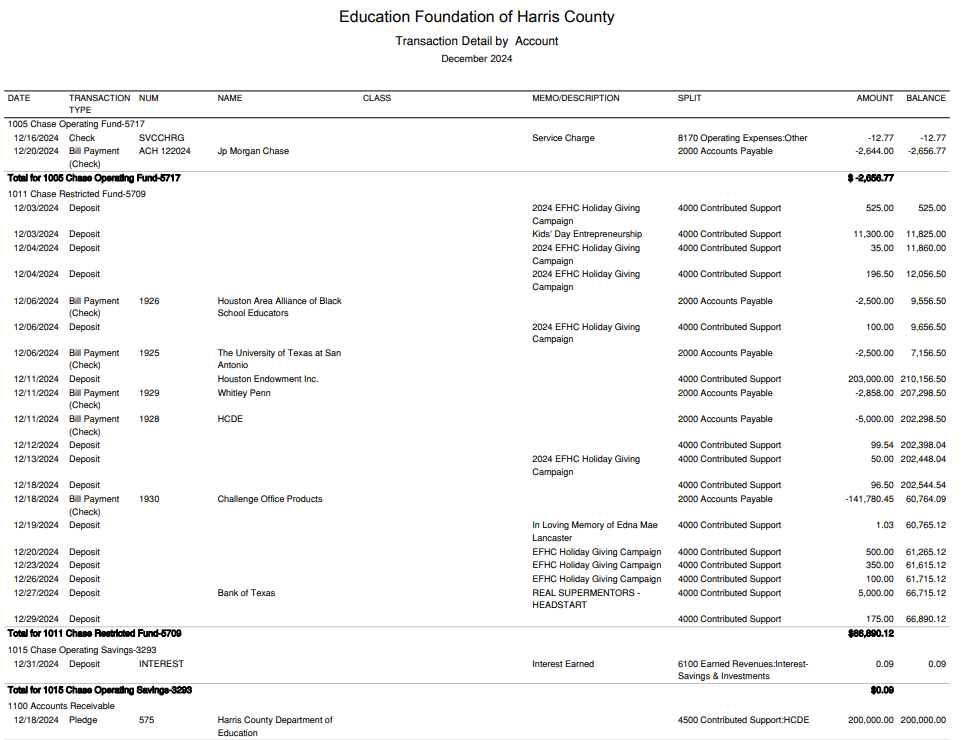 Education Foundation of Harris County
Transaction Detail by Account
December 2024
DATE TRANSACTION TYPE NUM NAME CLASS MEMO/DESCRIPTION SPLIT AMOUNT BALANCE
1005 Chase Operating Fund-5717
12/16/2024 Check SVCCHRG Service Charge 8170 Operating Expenses:Other -12.77 -12.77
12/20/2024 Bill Payment (Check) ACH 122024 Jp Morgan Chase 2000 Accounts Payable -2,644.00 -2,656.77
Total for 1005 Chase Operating Fund-5717 $ -2,656.77
1011 Chase Restricted Fund-5709
12/03/2024 Deposit 2024 EFHC Holiday Giving Campaign 4000 Contributed Support 525.00 525.00
12/03/2024 Deposit Kids' Day Entrepreneurship 4000 Contributed Support 11,300.00 11,825.00
12/04/2024 Deposit 2024 EFHC Holiday Giving Campaign 4000 Contributed Support 35.00 11,860.00
12/04/2024 Deposit 2024 EFHC Holiday Giving Campaign 4000 Contributed Support 196.50 12,056.50
12/06/2024 Bill Payment (Check) 1926 Houston Area Alliance of Black School Educators 2000 Accounts Payable -2,500.00 9,556.50
12/06/2024 Deposit 2024 EFHC Holiday Giving Campaign 4000 Contributed Support 100.00 9,656.50
12/06/2024 Bill Payment (Check) 1925 The University of Texas at San Antonio 2000 Accounts Payable -2,500.00 7,156.50
12/11/2024 Deposit Houston Endowment Inc. 4000 Contributed Support 203,000.00 210,156.50
12/11/2024 Bill Payment (Check) 1929 Whitley Penn 2000 Accounts Payable -2,858.00 207,298.50
12/11/2024 Bill Payment (Check) 1928 HCDE 2000 Accounts Payable -5,000.00 202,298.50
12/12/2024 Deposit 4000 Contributed Support 99.54 202,398.04
12/13/2024 Deposit 2024 EFHC Holiday Giving Campaign 4000 Contributed Support 50.00 202,448.04
12/18/2024 Deposit 4000 Contributed Support 96.50 202,544.54
12/18/2024 Bill Payment (Check) 1930 Challenge Office Products 2000 Accounts Payable -141,780.45 60,764.09
12/19/2024 Deposit In Loving Memory of Edna Mae Lancaster 4000 Contributed Support 1.03 60,765.12
12/20/2024 Deposit EFHC Holiday Giving Campaign 4000 Contributed Support 500.00 61,265.12
12/23/2024 Deposit EFHC Holiday Giving Campaign 4000 Contributed Support 350.00 61,615.12
12/26/2024 Deposit EFHC Holiday Giving Campaign 4000 Contributed Support 100.00 61,715.12
12/27/2024 Deposit Bank of Texas REAL SUPERMENTORS - HEADSTART 4000 Contributed Support 5,000.00 66,715.12
12/29/2024 Deposit 4000 Contributed Support 175.00 66,890.12
Total for 1011 Chase Restricted Fund-5709 $66,890.12
1015 Chase Operating Savings-3293
12/31/2024 Deposit INTEREST Interest Earned 6100 Earned Revenues:Interest-Savings & Investments 0.09 0.09
Total for 1015 Chase Operating Savings-3293 $0.09
1100 Accounts Receivable
12/18/2024 Pledge 575 Harris County Department of Education 4500 Contributed Support:HCDE 200,000.00 200,000.00